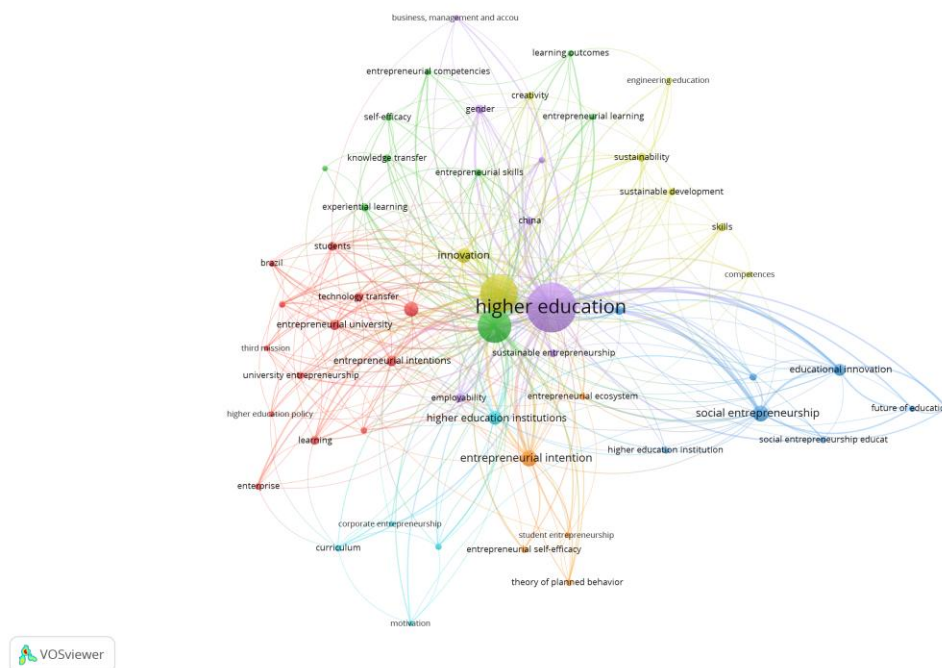 business, management and accou
learning outcomes
entrepreneurial competencies
engineering education
creativity
gender
self-efficacy
entrepreneurial learning
knowledge transfer
sustainability
entrepreneurial skills
sustainable development
experiential learning
china
skills
students
innovation
brazil
competences
technology transfer
higher education
entrepreneurial university
third mission
sustainable entrepreneurship
entrepreneurial intentions
educational innovation
university entrepreneurship
employability
entrepreneurial ecosystem
future of educatio
higher education policy
higher education institutions
social entrepreneurship
learning
social entrepreneurship educat
higher education institution
entrepreneurial intention
enterprise
corporate entrepreneurship
student entrepreneurship
curriculum
entrepreneurial self-efficacy
theory of planned behavior
motivation
VOSviewer